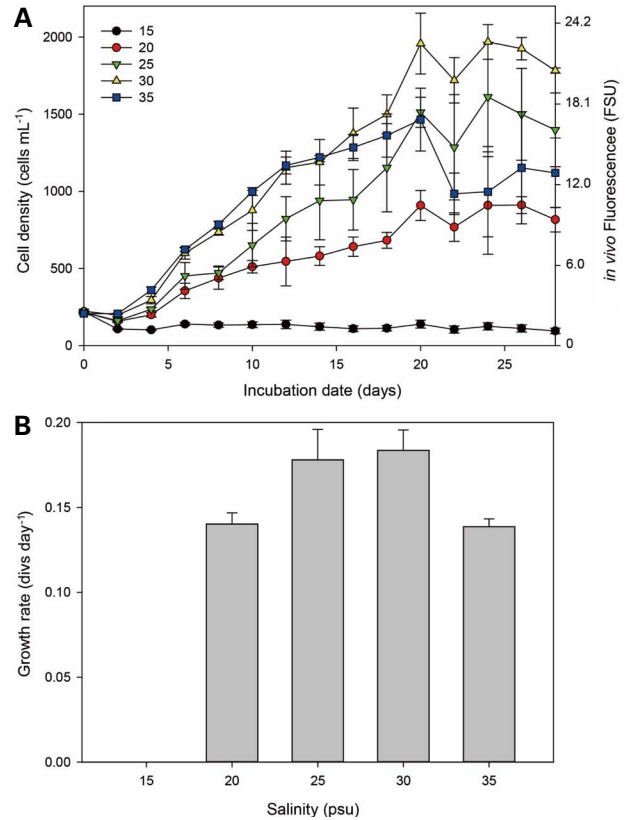 A
15
20
25
30
35
2000
1500
1000
500
0
Cell density (cells mL-1)
24.2
18.1
12.0
6.0
0
in vivo Fluorescencee (FSU)
0 5 10 15 20 25
Incubation date (days)
B
0.20
0.15
0.10
0.05
0.00
Growth rate (divs day-1)
15 20 25 30 35
Salinity (psu)